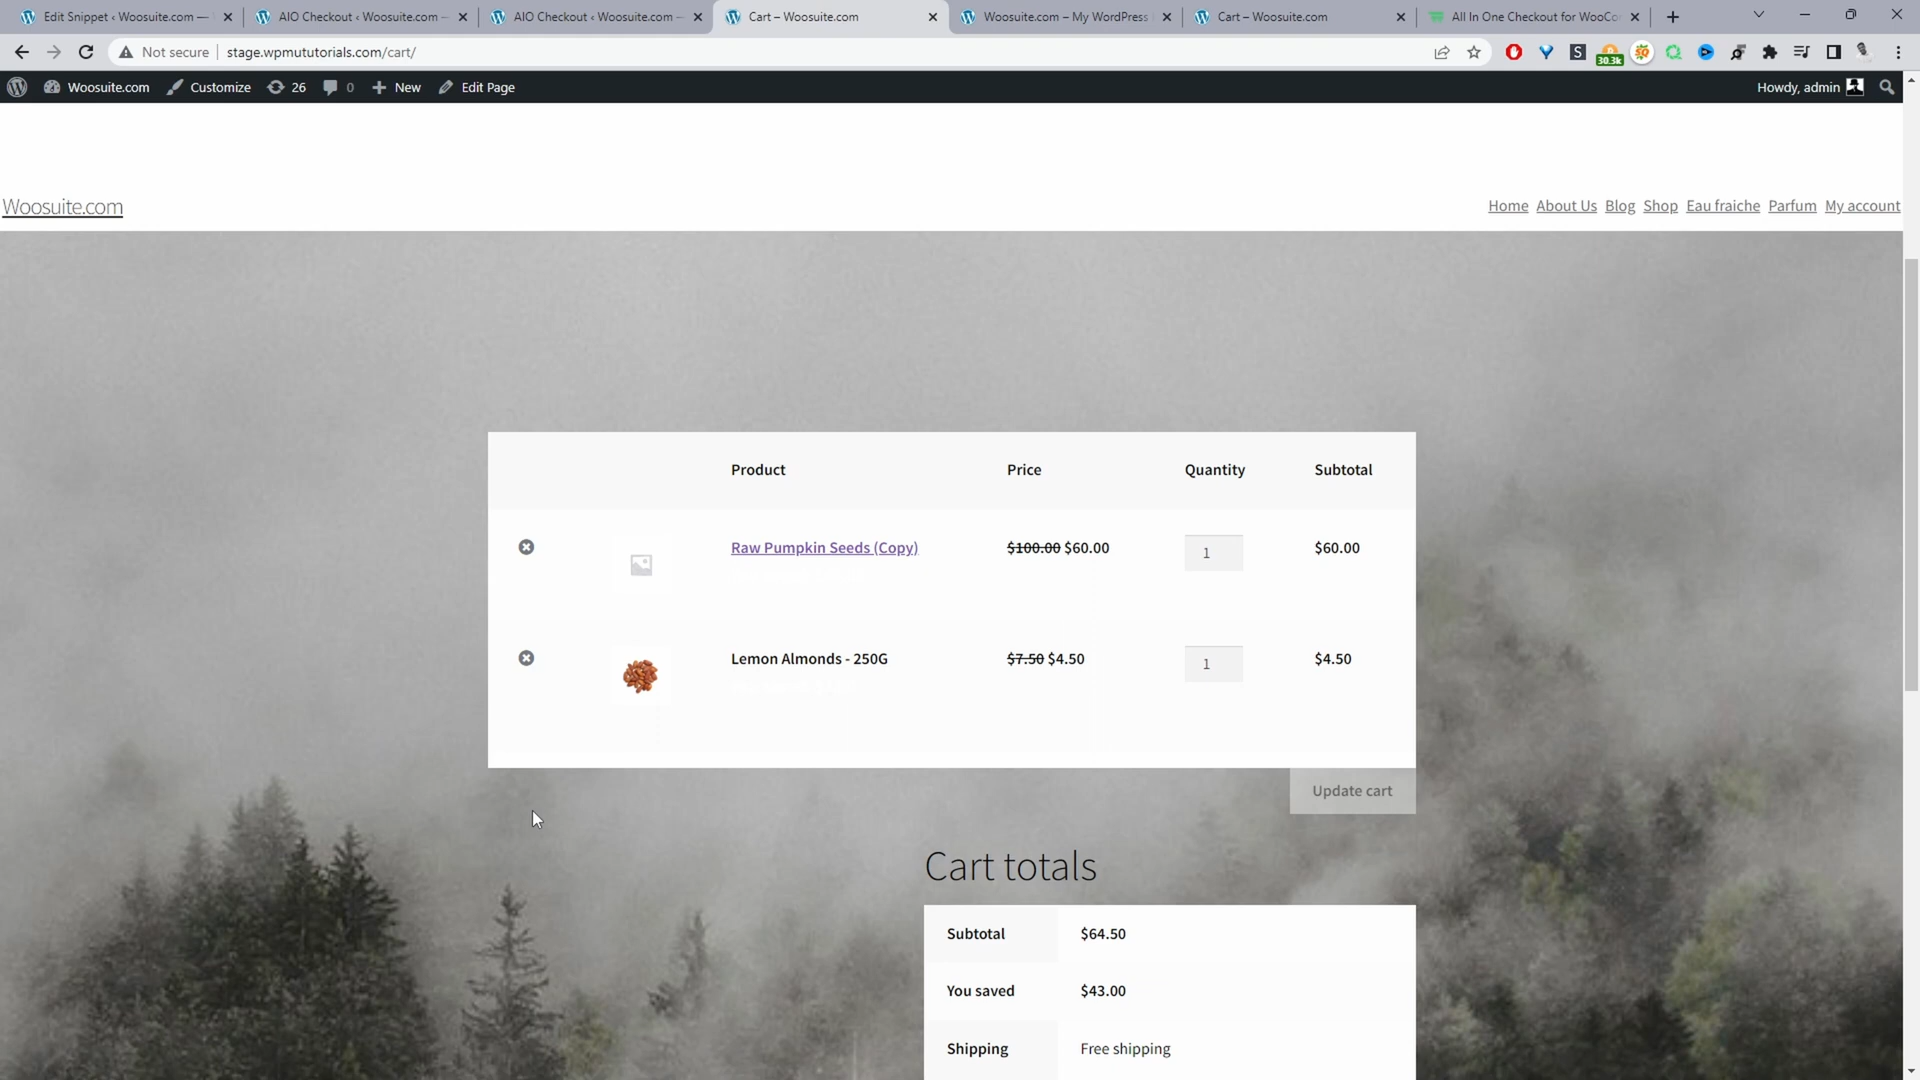 Edit Snippet ‹ Woosuite.com —
AIO Checkout ‹ Woosuite.com —
AIO Checkout ‹ Woosuite.com —
Cart – Woosuite.com
Woosuite.com – My WordPress
Cart – Woosuite.com
All In One Checkout for WooCo
Not secure
stage.wpmututorials.com/cart/
S
SQ
30.3k
Woosuite.com
Customize
26
0
New
Edit Page
Howdy, admin
Woosuite.com
Home About Us Blog Shop Eau fraiche Parfum My account
Product Price Quantity Subtotal
Raw Pumpkin Seeds (Copy) $100.00 $60.00 1 $60.00
Lemon Almonds - 250G $7.50 $4.50 1 $4.50
Update cart
Cart totals
Subtotal $64.50
You saved $43.00
Shipping Free shipping